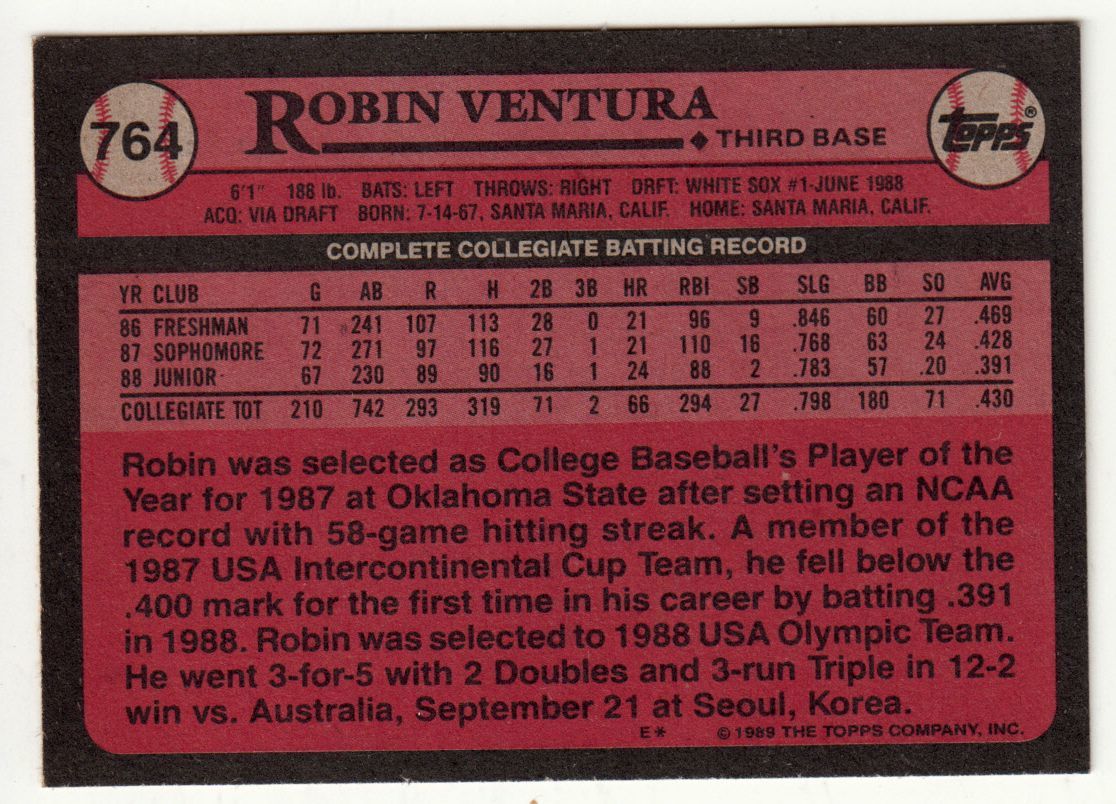 764
ROBIN VENTURA
THIRD BASE
topps®
6'1" 188 lb. BATS: LEFT THROWS: RIGHT DRFT: WHITE SOX #1-JUNE 1988
ACQ: VIA DRAFT BORN: 7-14-67, SANTA MARIA, CALIF. HOME: SANTA MARIA, CALIF.
COMPLETE COLLEGIATE BATTING RECORD
YR CLUB G AB R H 2B 3B HR RBI SB SLG BB SO AVG
86 FRESHMAN 71 241 107 113 28 0 21 96 9 .846 60 27 .469
87 SOPHOMORE 72 271 97 116 27 1 21 110 16 .768 63 24 .428
88 JUNIOR 67 230 89 90 16 1 24 88 2 .783 57 .20 .391
COLLEGIATE TOT 210 742 293 319 71 2 66 294 27 .798 180 71 .430
Robin was selected as College Baseball's Player of the
Year for 1987 at Oklahoma State after setting an NCAA
record with 58-game hitting streak. A member of the
1987 USA Intercontinental Cup Team, he fell below the
.400 mark for the first time in his career by batting .391
in 1988. Robin was selected to 1988 USA Olympic Team.
He went 3-for-5 with 2 Doubles and 3-run Triple in 12-2
win vs. Australia, September 21 at Seoul, Korea.
E* © 1989 THE TOPPS COMPANY, INC.